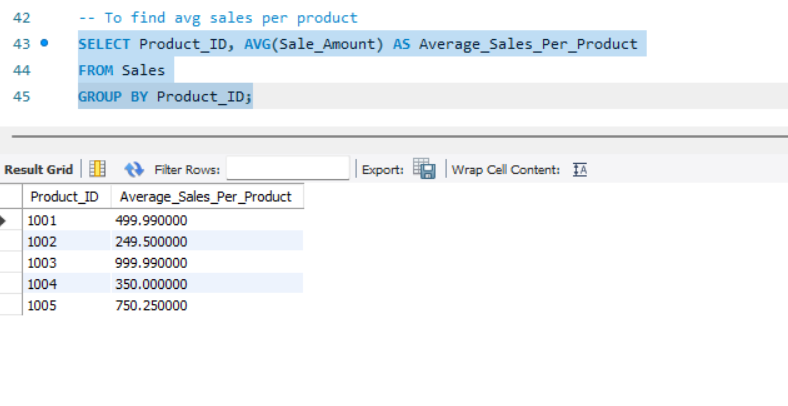 42 -- To find avg sales per product
43 SELECT Product_ID, AVG(Sale_Amount) AS Average_Sales_Per_Product
44 FROM Sales
45 GROUP BY Product_ID;
Result Grid Filter Rows: Export: Wrap Cell Content: IA
Product_ID Average_Sales_Per_Product
1001 499.990000
1002 249.500000
1003 999.990000
1004 350.000000
1005 750.250000